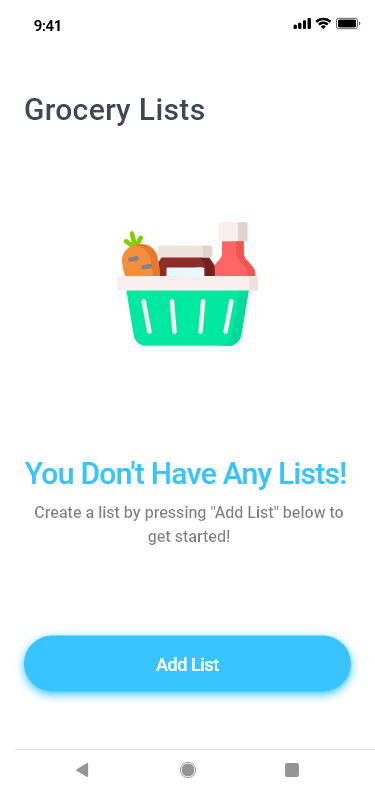 9:41
Grocery Lists
You Don't Have Any Lists!
Create a list by pressing "Add List" below to
get started!
Add List